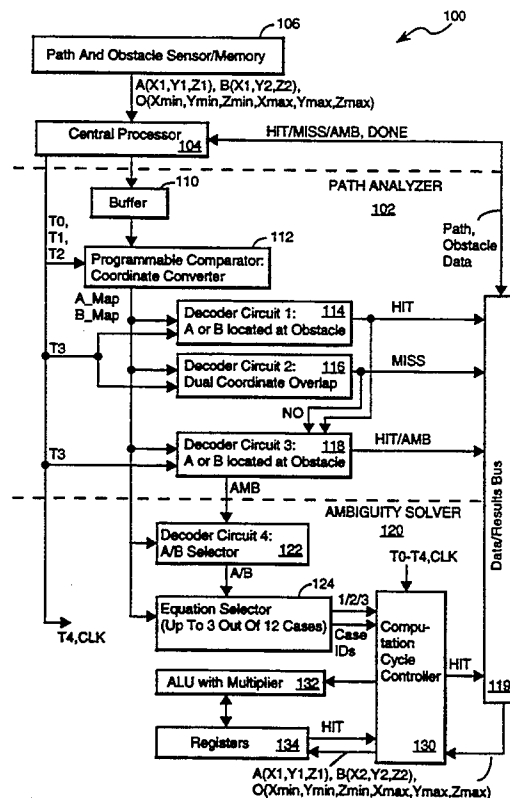 100
106
Path And Obstacle Sensor/Memory
A(X1,Y1,Z1), B(X1,Y2,Z2),
O(Xmin,Ymin,Zmin,Xmax,Ymax,Zmax)
Central Processor 104
HIT/MISS/AMB, DONE
110
PATH ANALYZER
102
Buffer
T0,
T1,
T2
112
Programmable Comparator:
Coordinate Converter
Path,
Obstacle
Data
A_Map
B_Map
Decoder Circuit 1: 114
A or B located at Obstacle
HIT
T3
Decoder Circuit 2: 116
Dual Coordinate Overlap
MISS
NO
Decoder Circuit 3: 118
A or B located at Obstacle
HIT/AMB
T3
AMB
AMBIGUITY SOLVER
120
Data/Results Bus
Decoder Circuit 4:
A/B Selector 122
T0-T4,CLK
A/B
124
Equation Selector
(Up To 3 Out Of 12 Cases)
1/2/3
Case
IDs
Compu-
tation
Cycle
Controller
130
T4,CLK
HIT
ALU with Multiplier 132
119
HIT
Registers 134
A(X1,Y1,Z1), B(X2,Y2,Z2),
O(Xmin,Ymin,Zmin,Xmax,Ymax,Zmax)